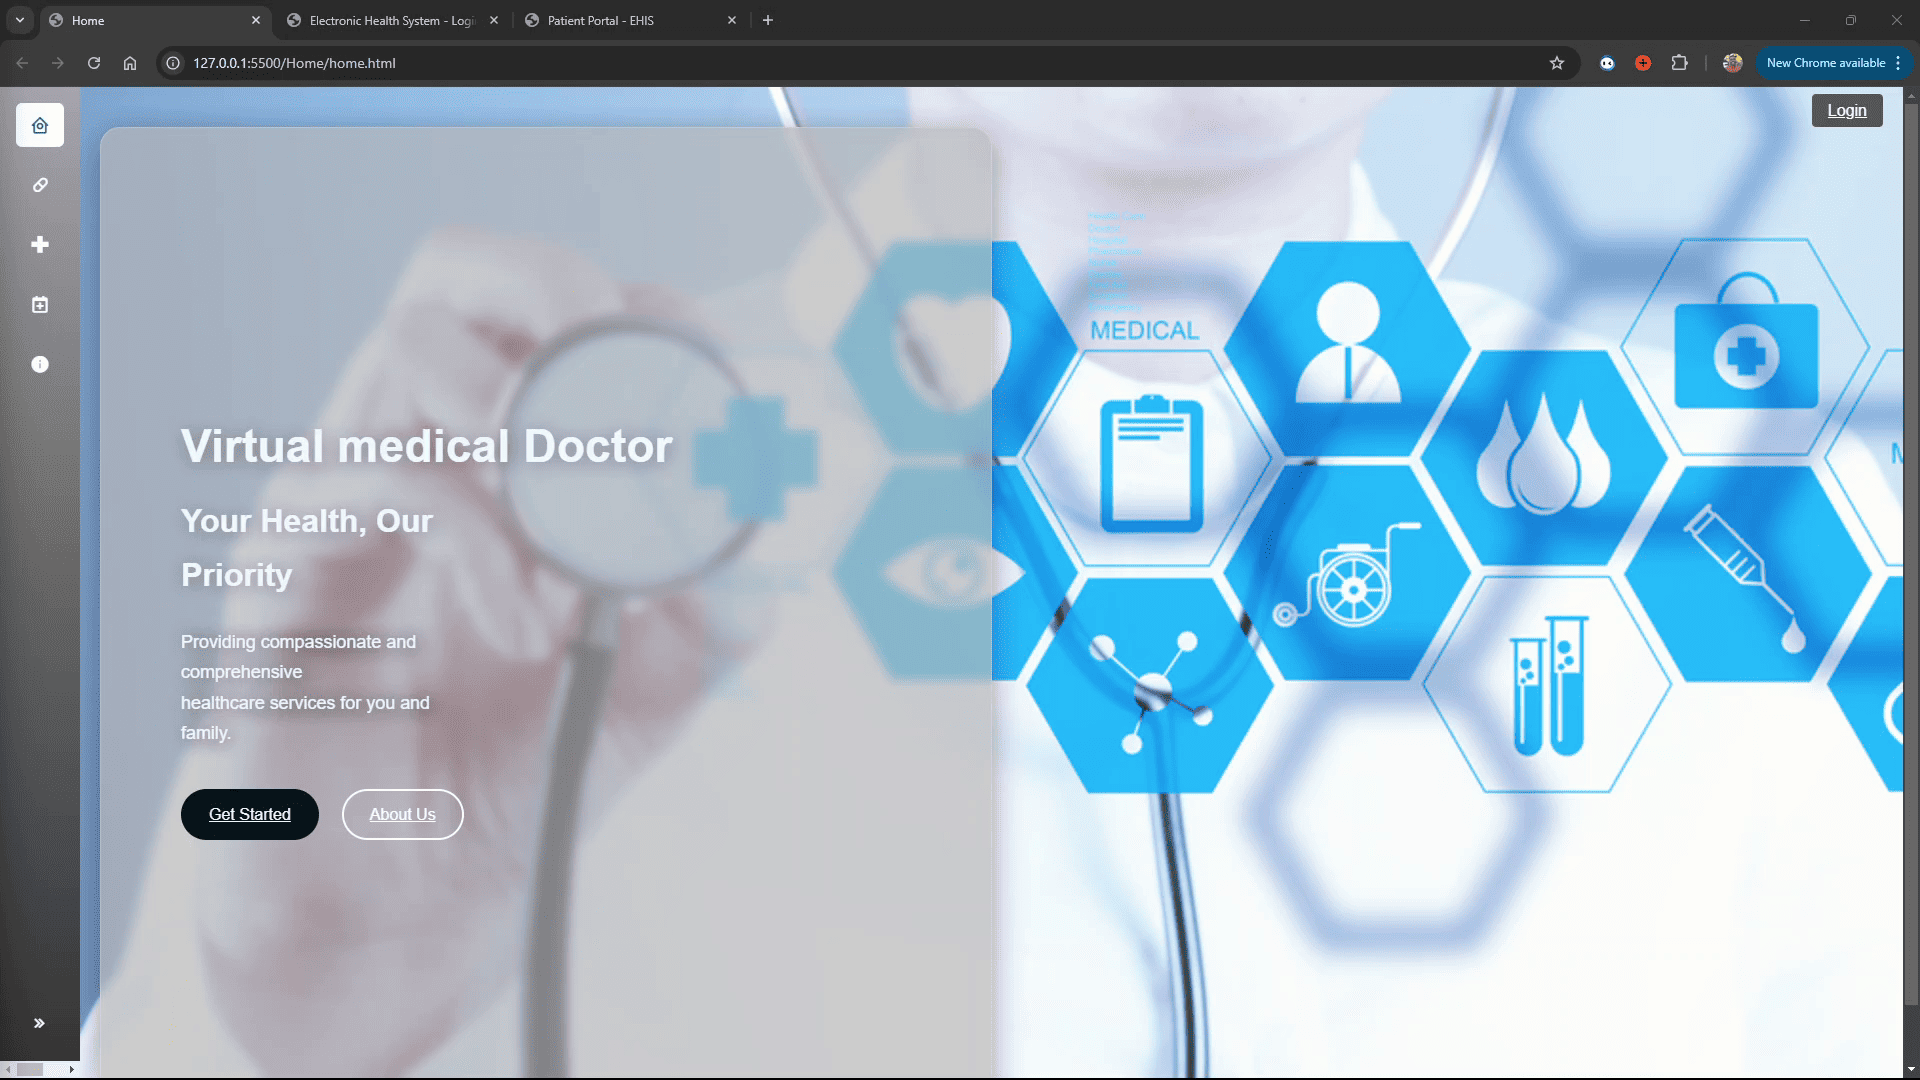 Home
Electronic Health System - Logi
Patient Portal - EHIS
127.0.0.1:5500/Home/home.html
New Chrome available
Login
MEDICAL
Virtual medical Doctor
Your Health, Our
Priority
Providing compassionate and
comprehensive
healthcare services for you and
family.
Get Started
About Us